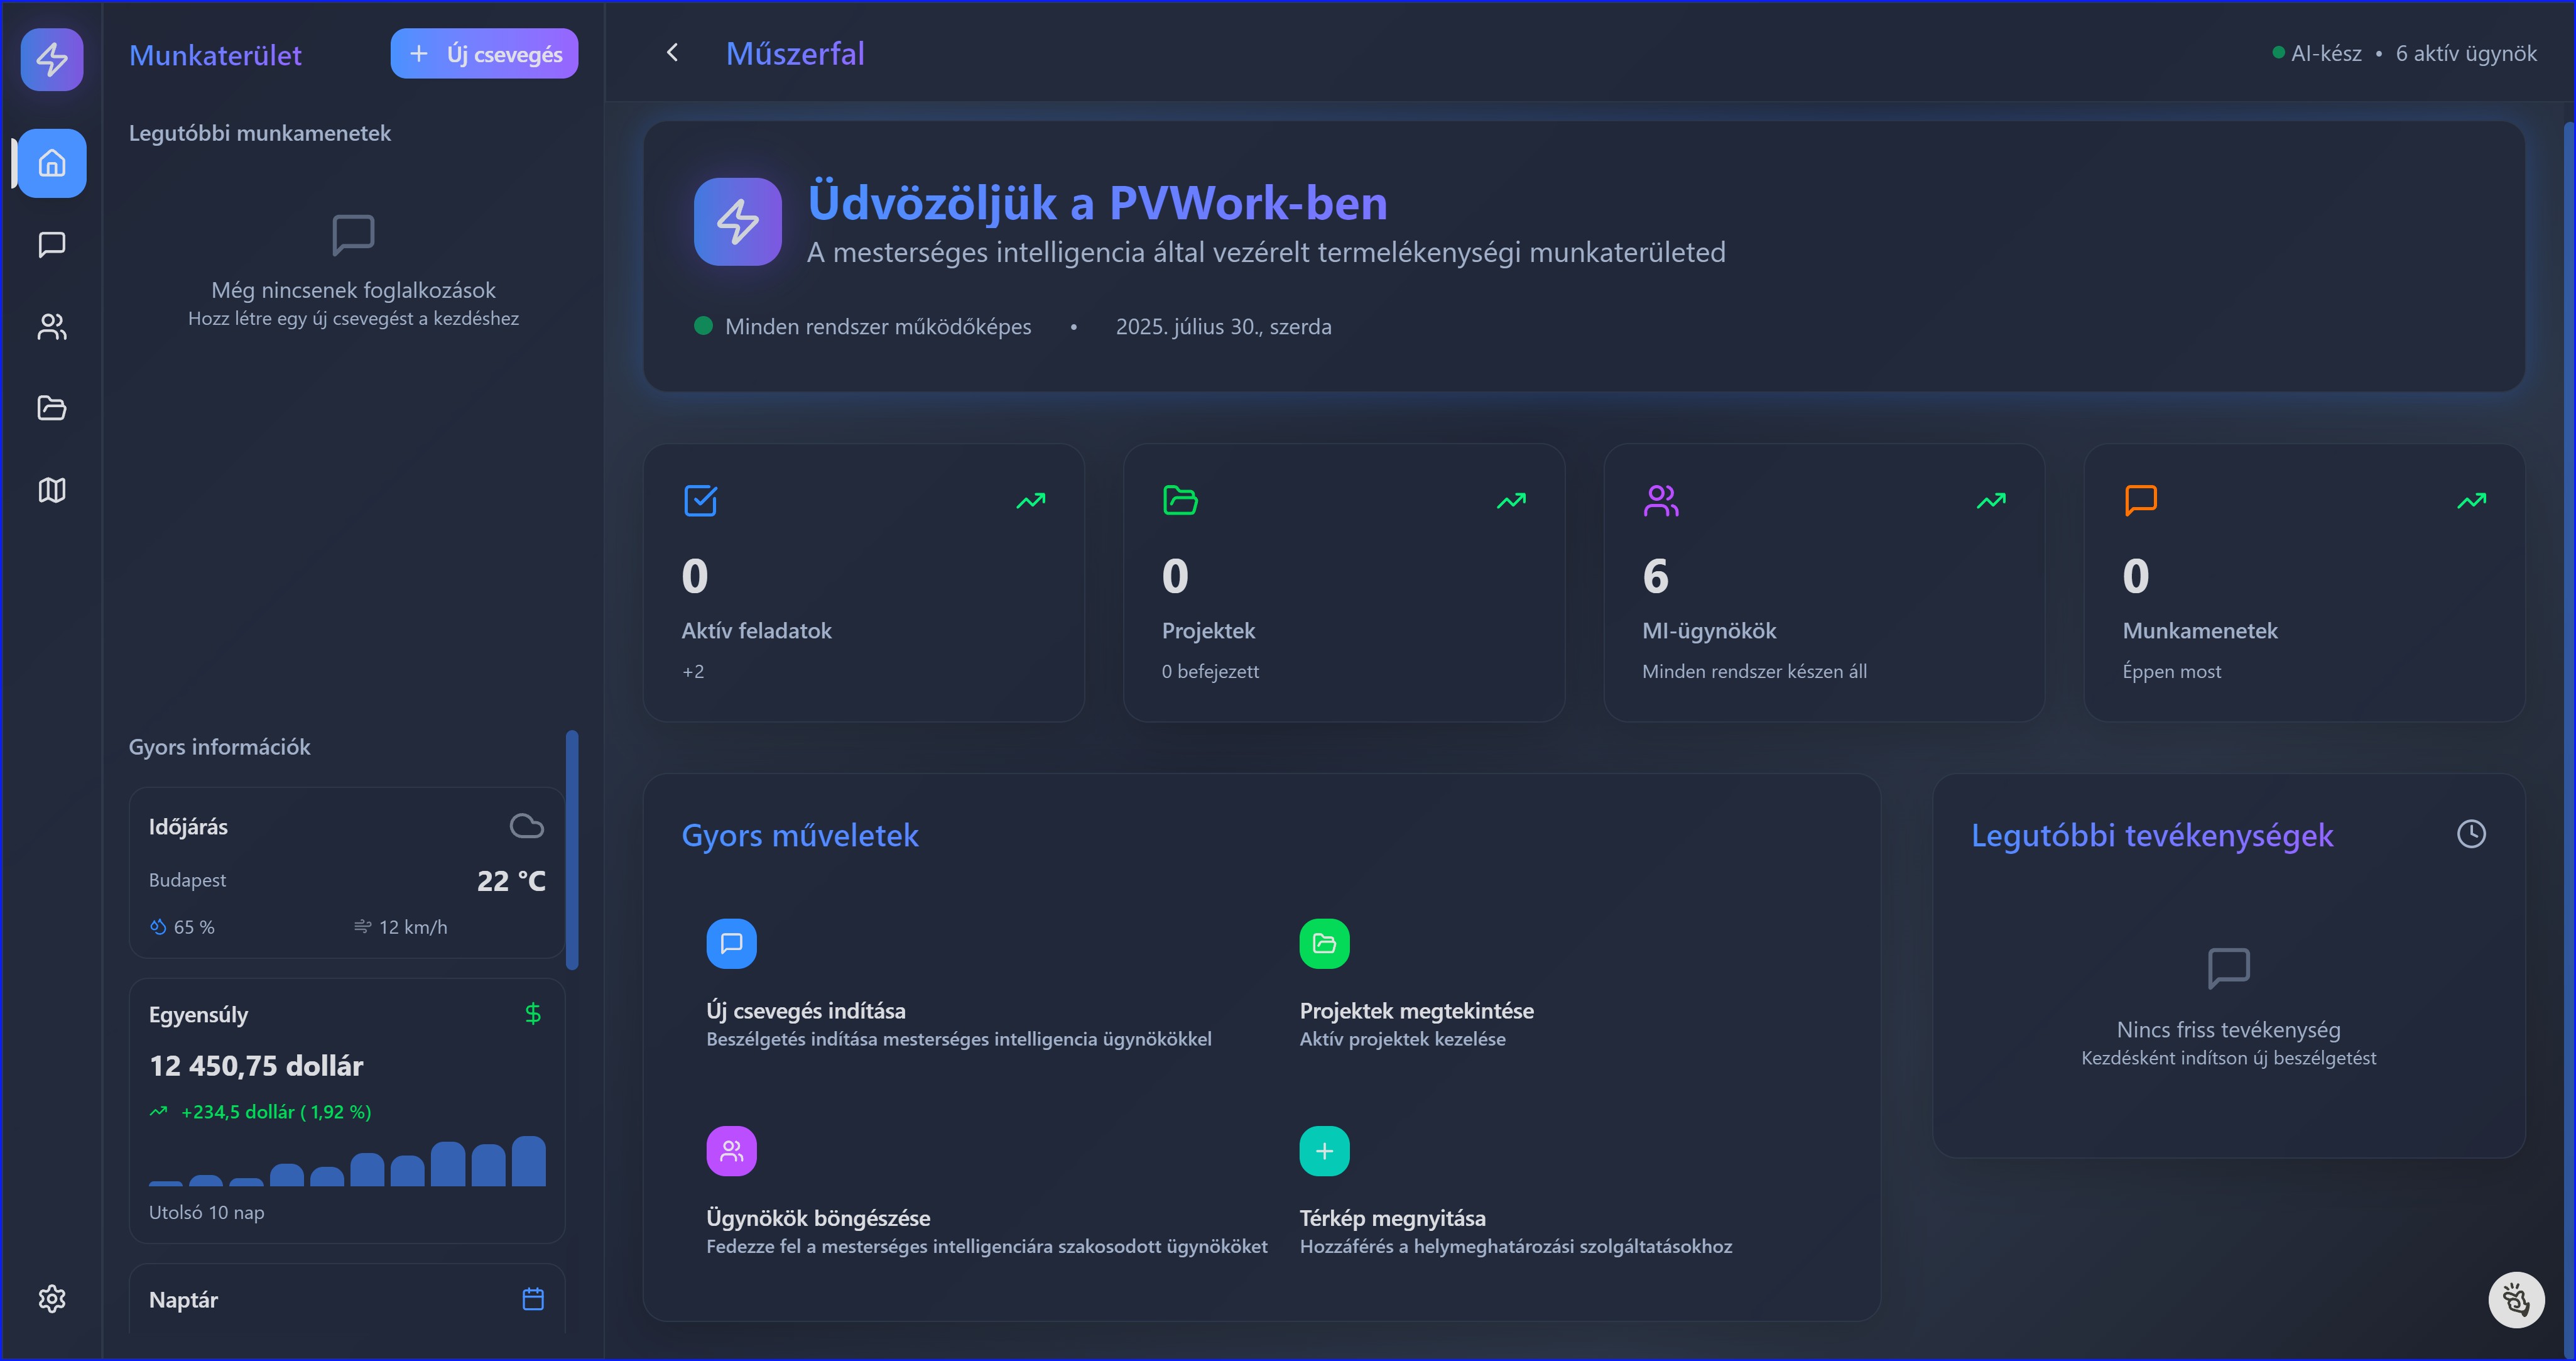 Munkaterület
Új csevegés
Legutóbbi munkamenetek
Még nincsenek foglalkozások
Hozz létre egy új csevegést a kezdéshez
Gyors információk
Időjárás
Budapest
22 °C
65 %
12 km/h
Egyensúly
12 450,75 dollár
+234,5 dollár ( 1,92 %)
Utolsó 10 nap
Naptár
Műszerfal
AI-kész • 6 aktív ügynök
Üdvözöljük a PVWork-ben
A mesterséges intelligencia által vezérelt termelékenységi munkaterületed
Minden rendszer működőképes • 2025. július 30., szerda
0
Aktív feladatok
+2
0
Projektek
0 befejezett
6
MI-ügynökök
Minden rendszer készen áll
0
Munkamenetek
Éppen most
Gyors műveletek
Új csevegés indítása
Beszélgetés indítása mesterséges intelligencia ügynökökkel
Projektek megtekintése
Aktív projektek kezelése
Ügynökök böngészése
Fedezze fel a mesterséges intelligenciára szakosodott ügynököket
Térkép megnyitása
Hozzáférés a helymeghatározási szolgáltatásokhoz
Legutóbbi tevékenységek
Nincs friss tevékenység
Kezdésként indítson új beszélgetést